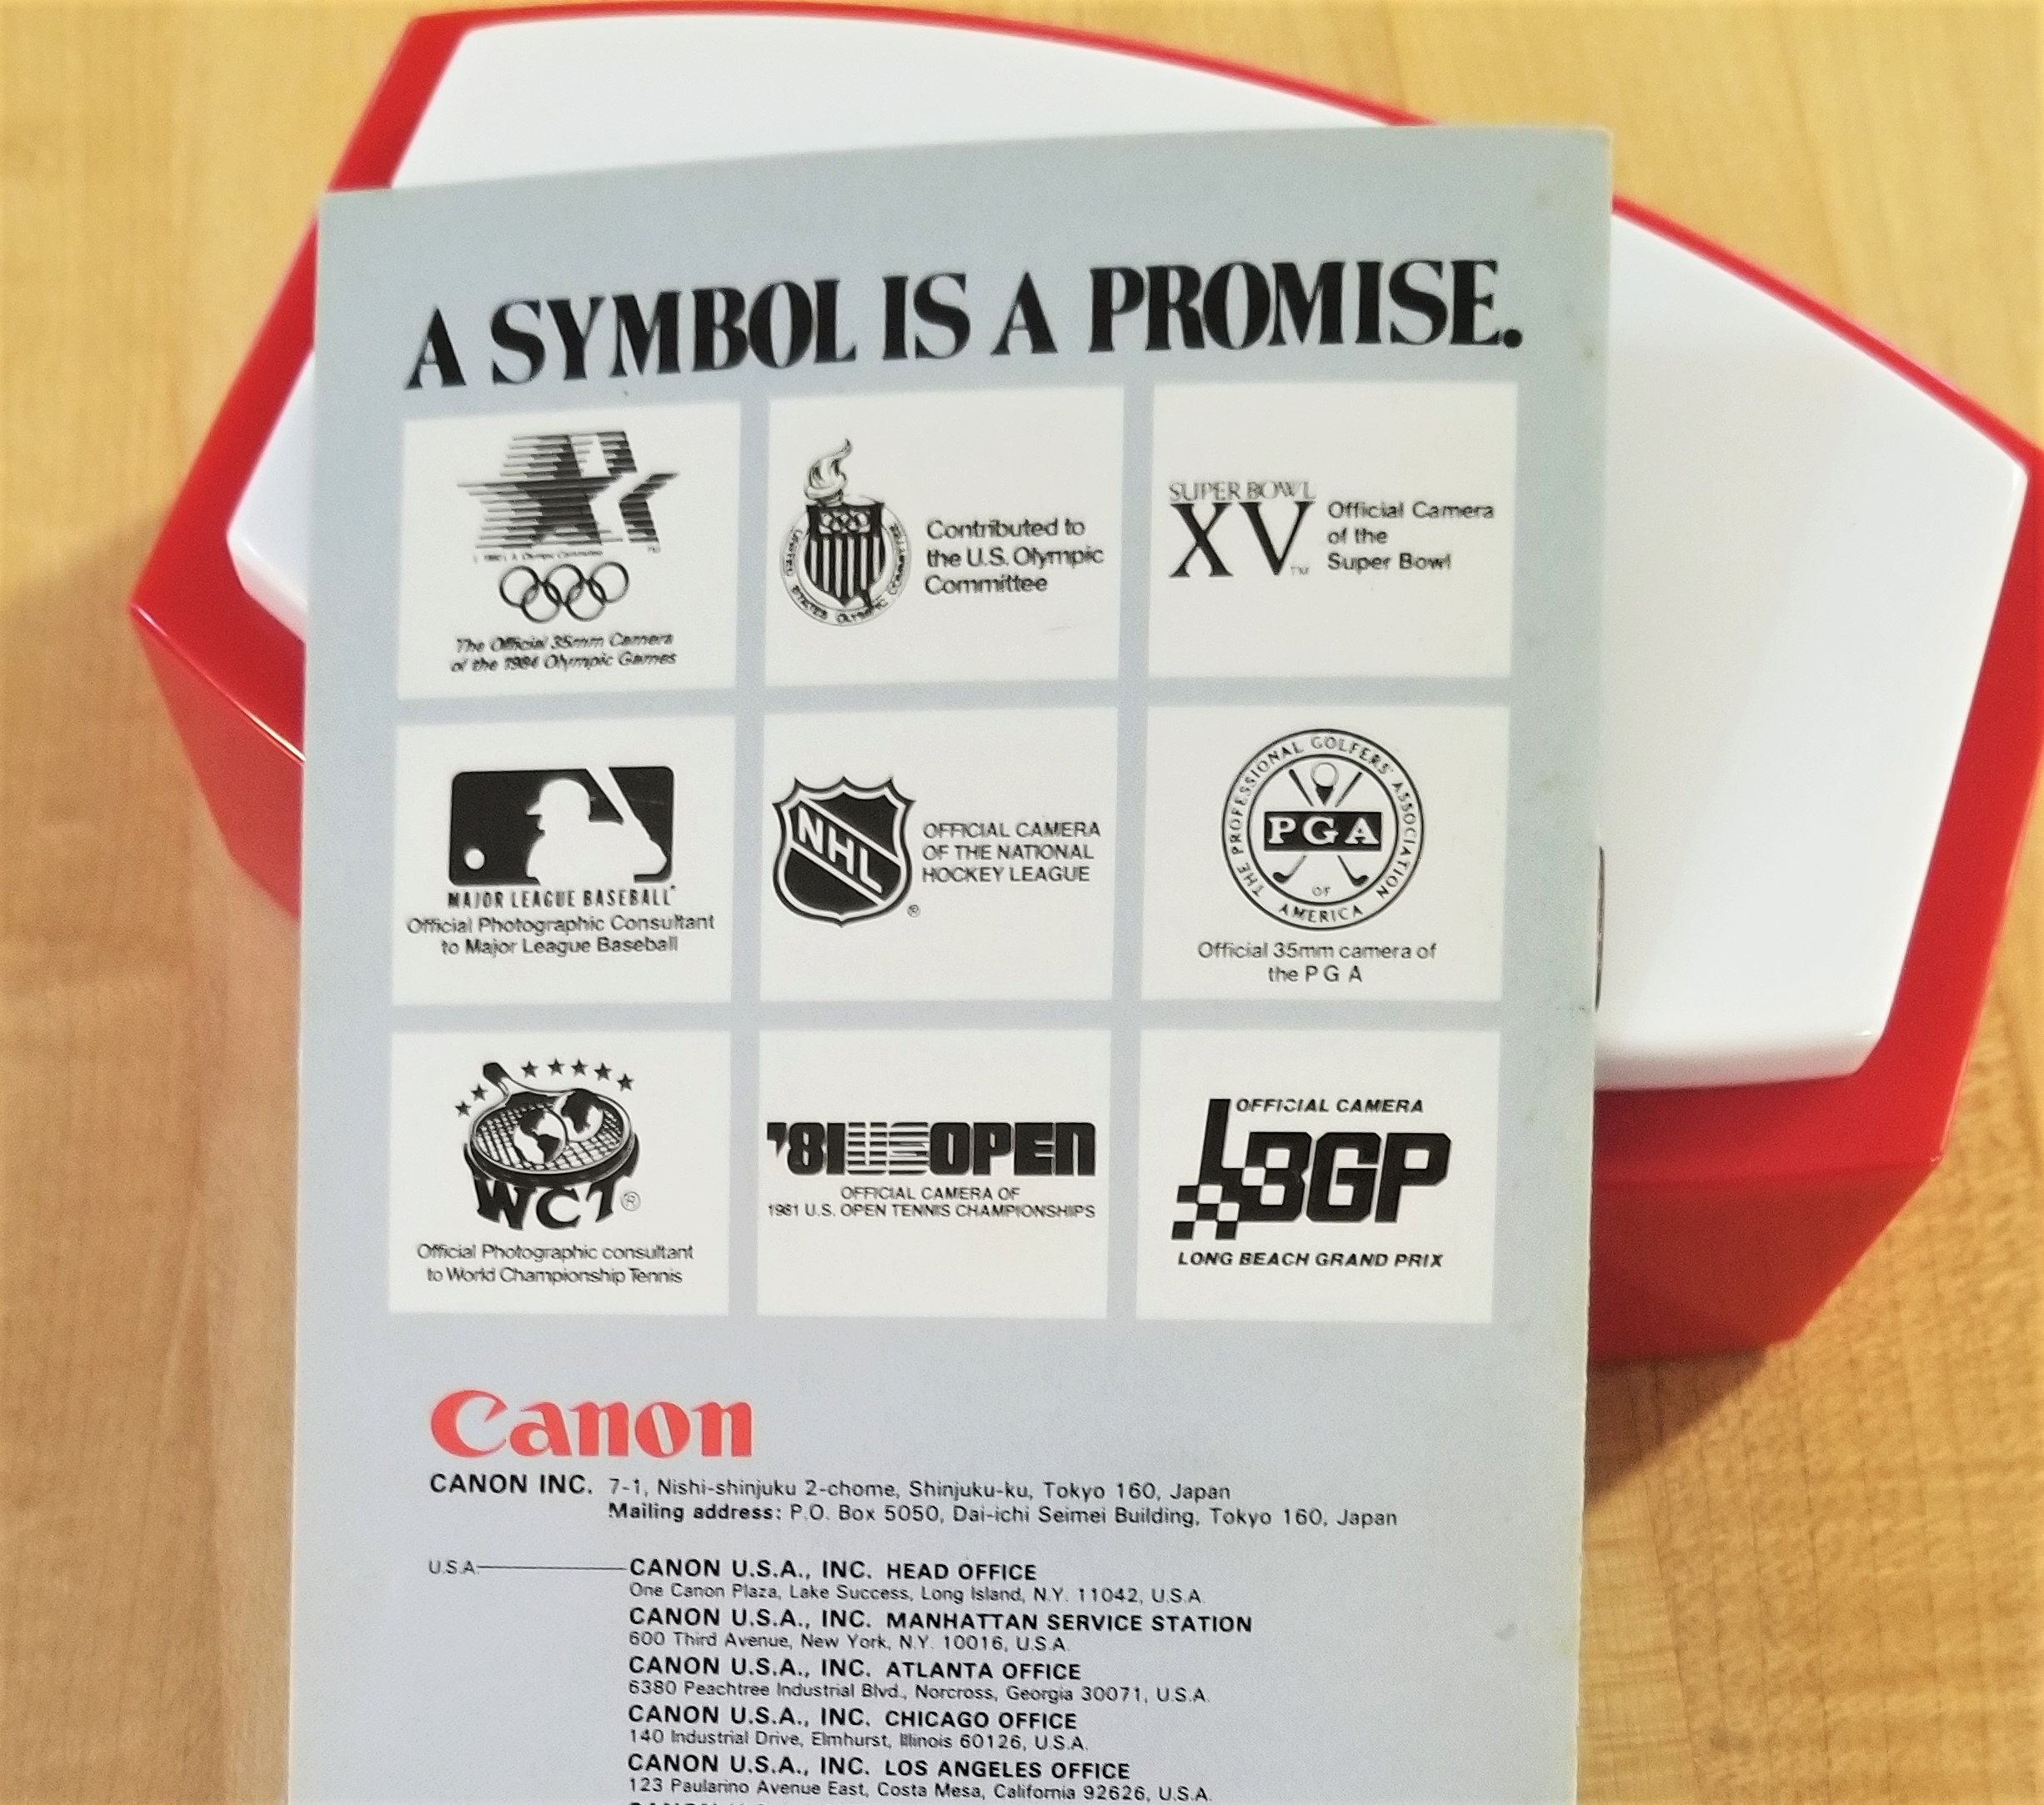 A SYMBOL IS A PROMISE.
The Official 35mm Camera
of the 1984 Olympic Games
UNITED STATES OLYMPIC COMMITTEE
Contributed to
the U.S. Olympic
Committee
SUPER BOWL
XV™
Official Camera
of the
Super Bowl
MAJOR LEAGUE BASEBALL
Official Photographic Consultant
to Major League Baseball
NHL®
OFFICIAL CAMERA
OF THE NATIONAL
HOCKEY LEAGUE
THE PROFESSIONAL GOLFERS' ASSOCIATION
PGA
OF
AMERICA
Official 35mm camera of
the P G A
WCT®
Official Photographic consultant
to World Championship Tennis
'81 US OPEN
OFFICIAL CAMERA OF
1981 U.S. OPEN TENNIS CHAMPIONSHIPS
OFFICIAL CAMERA
LBGP
LONG BEACH GRAND PRIX
Canon
CANON INC. 7-1, Nishi-shinjuku 2-chome, Shinjuku-ku, Tokyo 160, Japan
Mailing address: P.O. Box 5050, Dai-ichi Seimei Building, Tokyo 160, Japan
U.S.A. CANON U.S.A., INC. HEAD OFFICE
One Canon Plaza, Lake Success, Long Island, N.Y. 11042, U.S.A.
CANON U.S.A., INC. MANHATTAN SERVICE STATION
600 Third Avenue, New York, N.Y. 10016, U.S.A.
CANON U.S.A., INC. ATLANTA OFFICE
6380 Peachtree Industrial Blvd., Norcross, Georgia 30071, U.S.A.
CANON U.S.A., INC. CHICAGO OFFICE
140 Industrial Drive, Elmhurst, Illinois 60126, U.S.A.
CANON U.S.A., INC. LOS ANGELES OFFICE
123 Paularino Avenue East, Costa Mesa, California 92626, U.S.A.